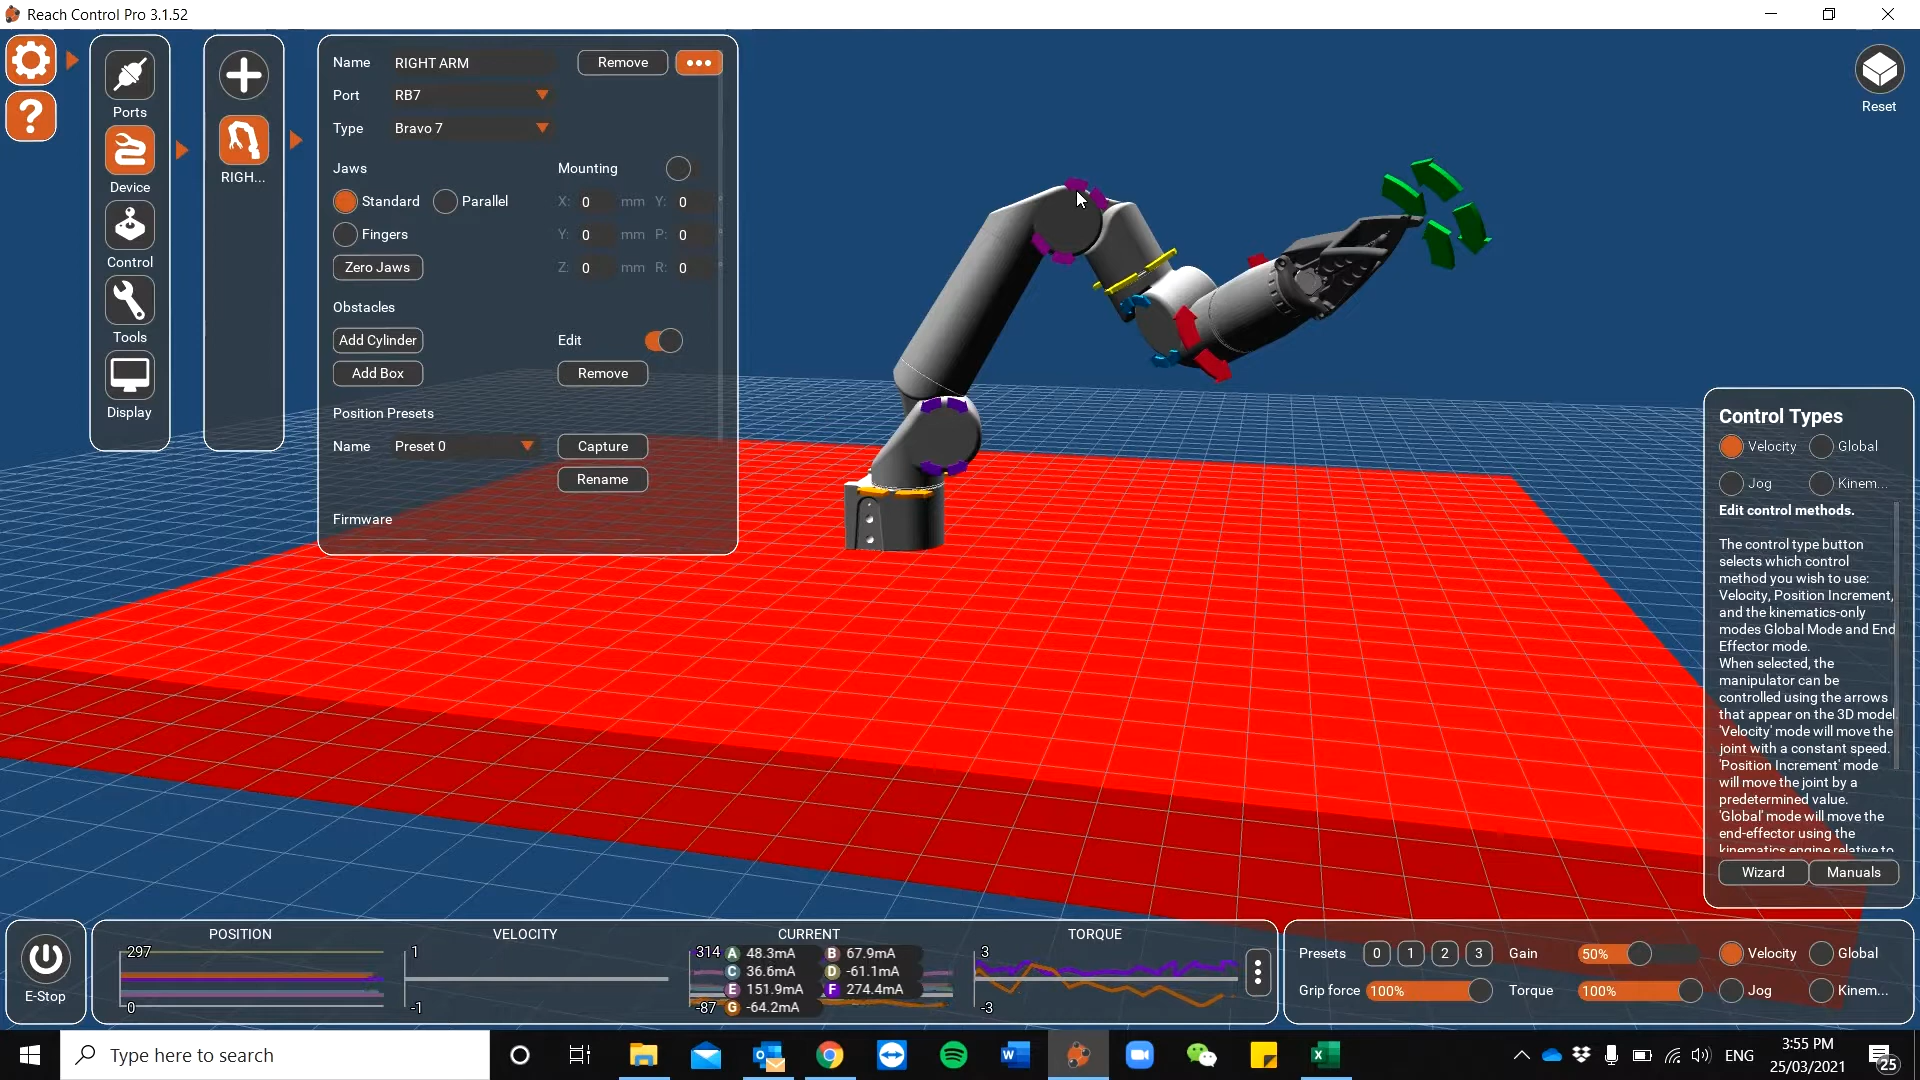 Reach Control Pro 3.1.52
Ports
Device
Control
Tools
Display
RIGH...
Name RIGHT ARM Remove
Port RB7
Type Bravo 7
Jaws Mounting
Standard Parallel X: 0 mm Y: 0 °
Fingers Y: 0 mm P: 0 °
Zero Jaws Z: 0 mm R: 0 °
Obstacles
Add Cylinder Edit
Add Box Remove
Position Presets
Name Preset 0 Capture
Rename
Firmware
Reset
Control Types
Velocity Global
Jog Kinem...
Edit control methods.
The control type button
selects which control
method you wish to use:
Velocity, Position Increment,
and the kinematics-only
modes Global Mode and End
Effector mode.
When selected, the
manipulator can be
controlled using the arrows
that appear on the 3D model.
'Velocity' mode will move the
joint with a constant speed.
'Position Increment' mode
will move the joint by a
predetermined value.
'Global' mode will move the
end-effector using the
kinematics engine relative to
Wizard Manuals
E-Stop
POSITION VELOCITY CURRENT TORQUE
297 1 314 3
0 -1 -87 -3
A 48.3mA B 67.9mA
C 36.6mA D -61.1mA
E 151.9mA F 274.4mA
G -64.2mA
Presets 0 1 2 3 Gain 50% Velocity Global
Grip force 100% Torque 100% Jog Kinem...
Type here to search
ENG
3:55 PM
25/03/2021
25